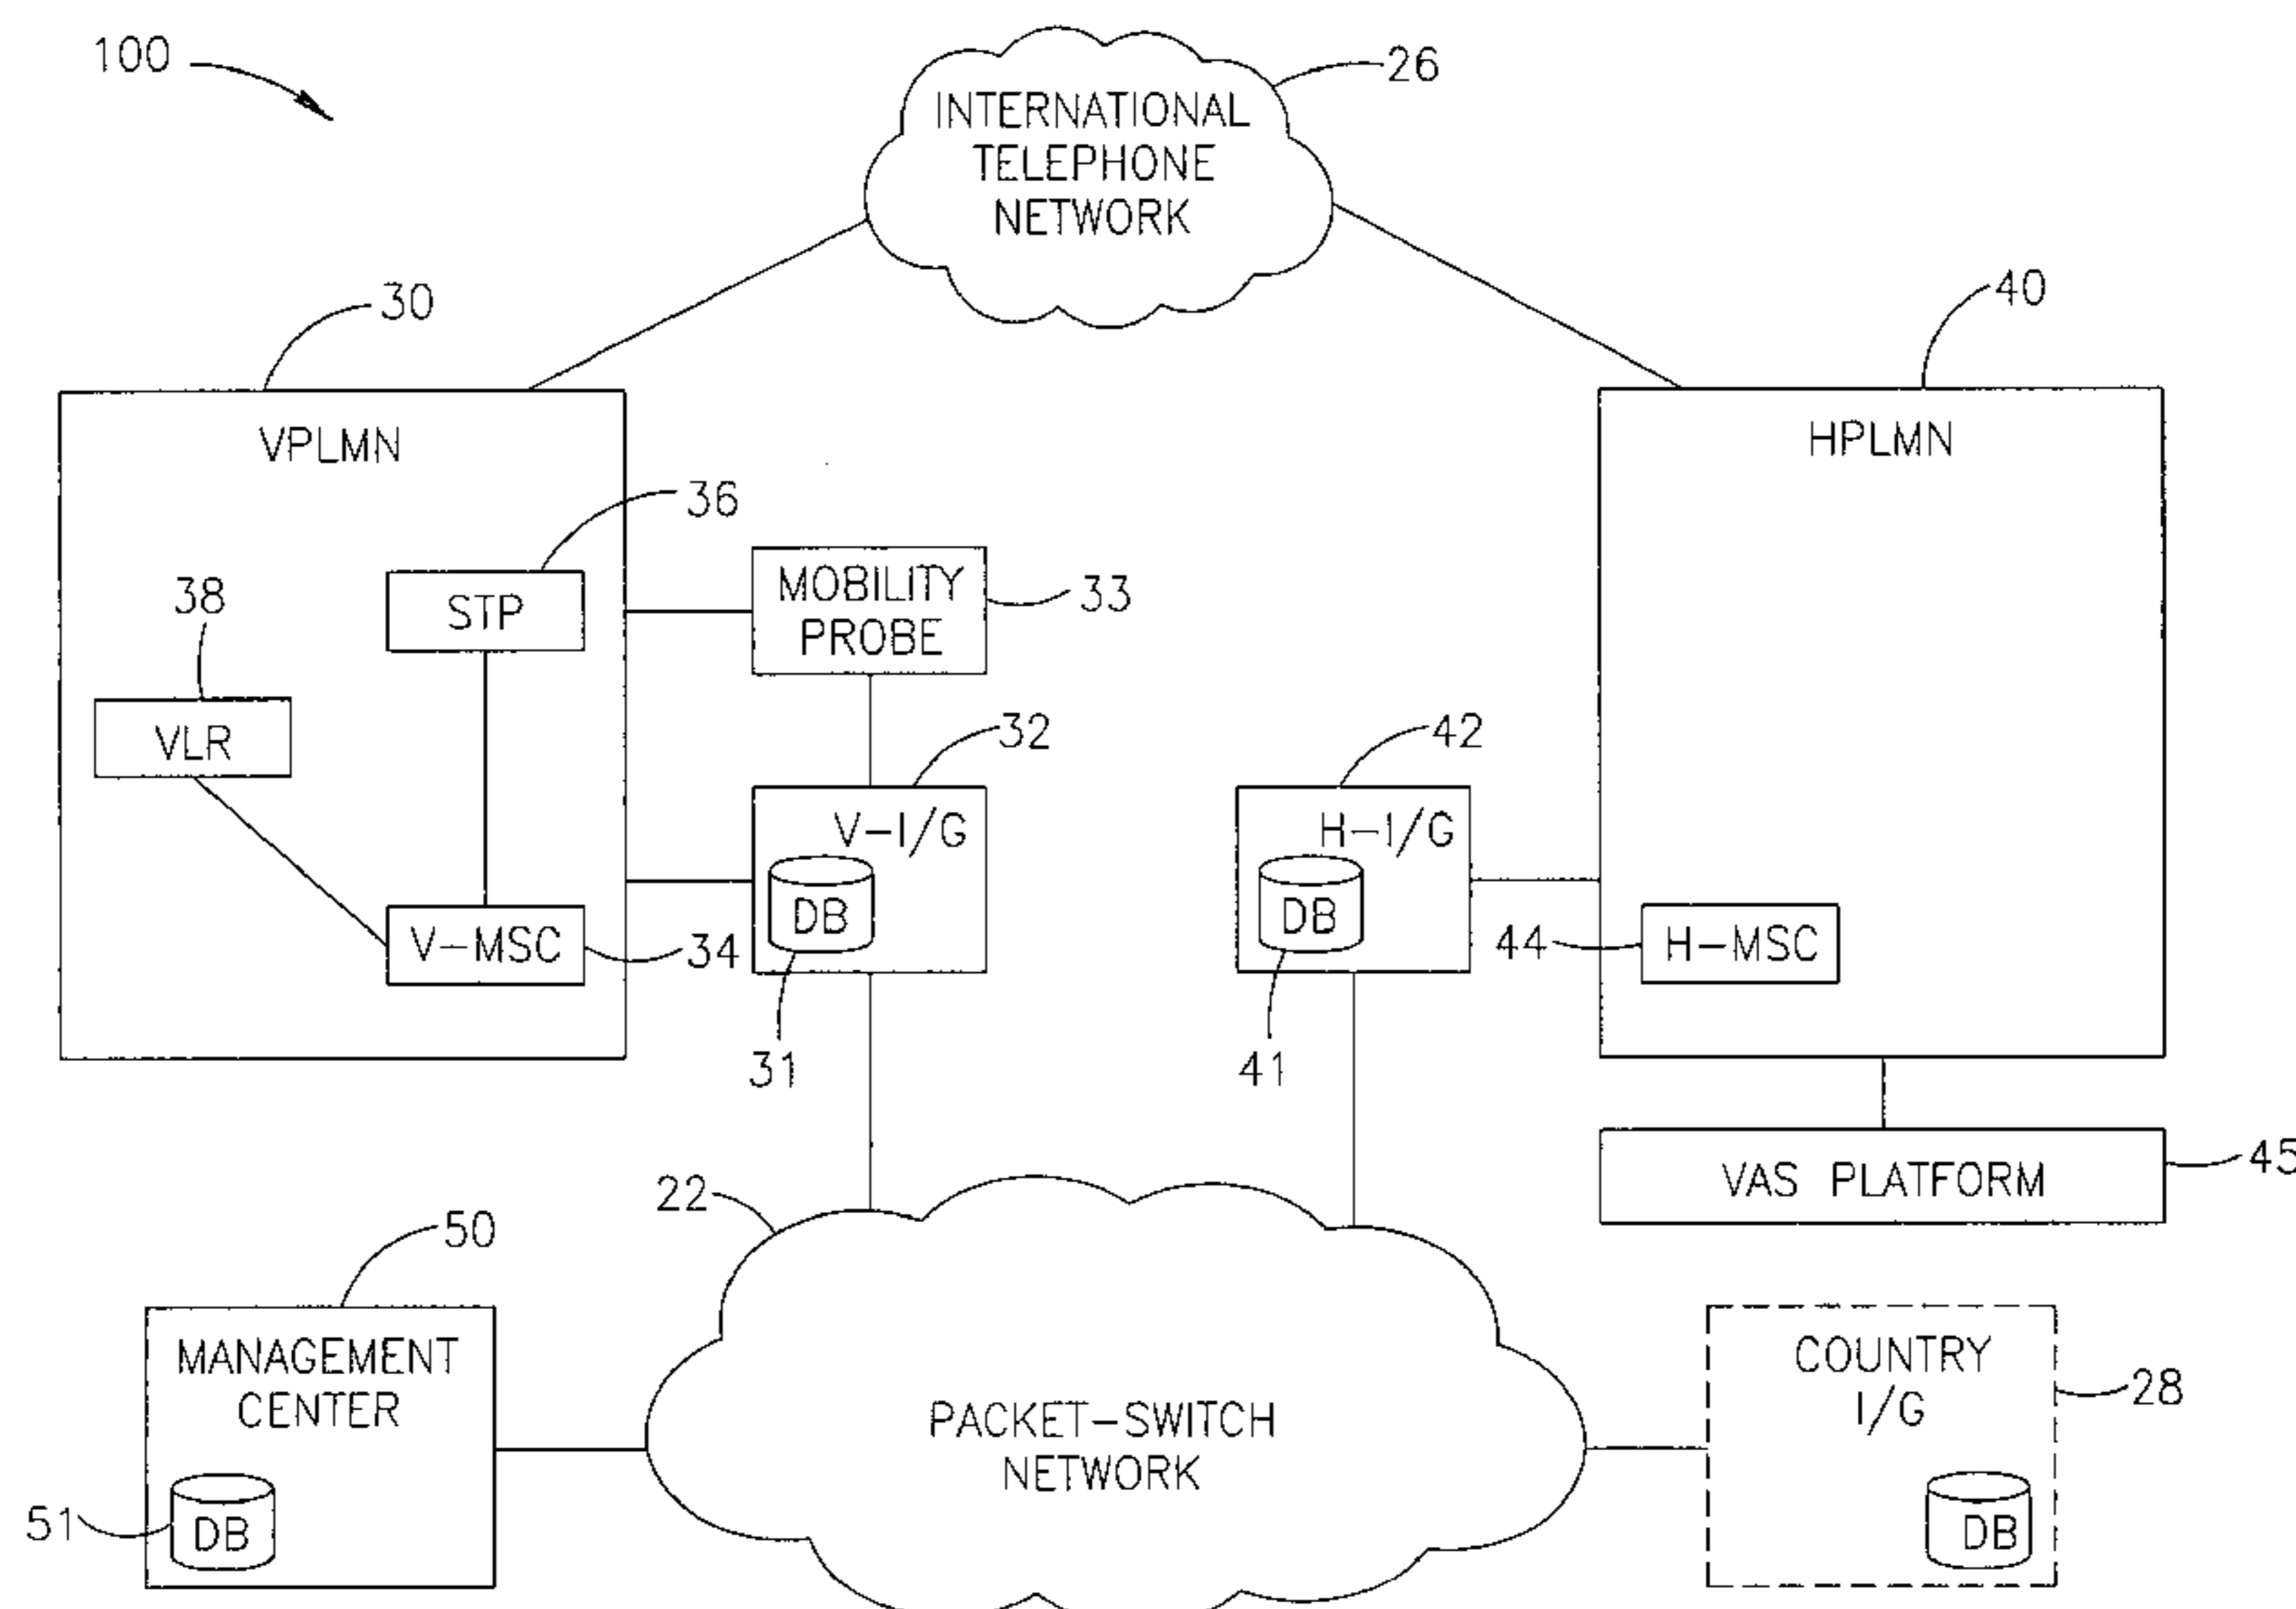 100
26
INTERNATIONAL
TELEPHONE
NETWORK
30
40
VPLMN
HPLMN
36
38
STP
MOBILITY
PROBE
33
VLR
32
42
V-I/G
H-I/G
DB
DB
V-MSC
34
44
H-MSC
31
41
22
VAS PLATFORM
45
50
MANAGEMENT
CENTER
COUNTRY
I/G
28
PACKET-SWITCH
NETWORK
51
DB
DB